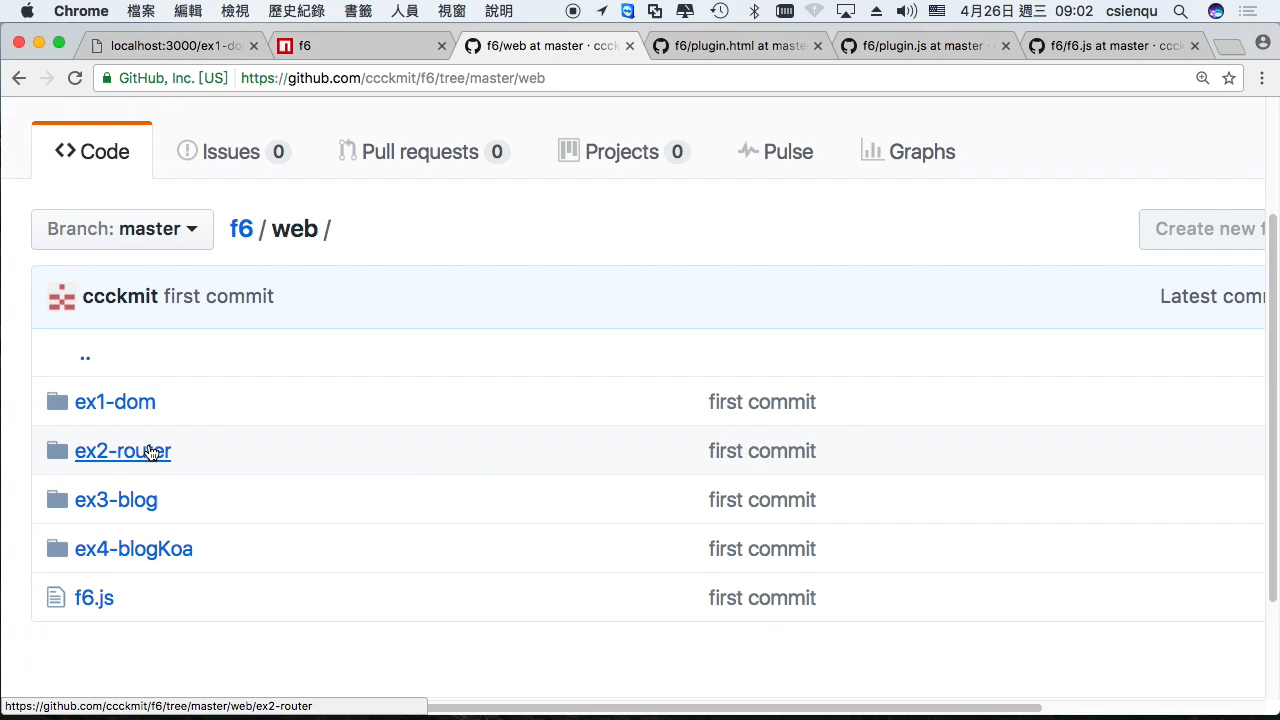 Chrome 檔案 編輯 檢視 歷史紀錄 書籤 人員 視窗 說明 4月26日 週三 09:02 csienqu
localhost:3000/ex1-do f6 f6/web at master · ccck f6/plugin.html at maste f6/plugin.js at master · f6/f6.js at master · ccc
GitHub, Inc. [US] https://github.com/ccckmit/f6/tree/master/web
Code Issues 0 Pull requests 0 Projects 0 Pulse Graphs
Branch: master f6 / web / Create new f
ccckmit first commit Latest com
..
ex1-dom first commit
ex2-router first commit
ex3-blog first commit
ex4-blogKoa first commit
f6.js first commit
https://github.com/ccckmit/f6/tree/master/web/ex2-router